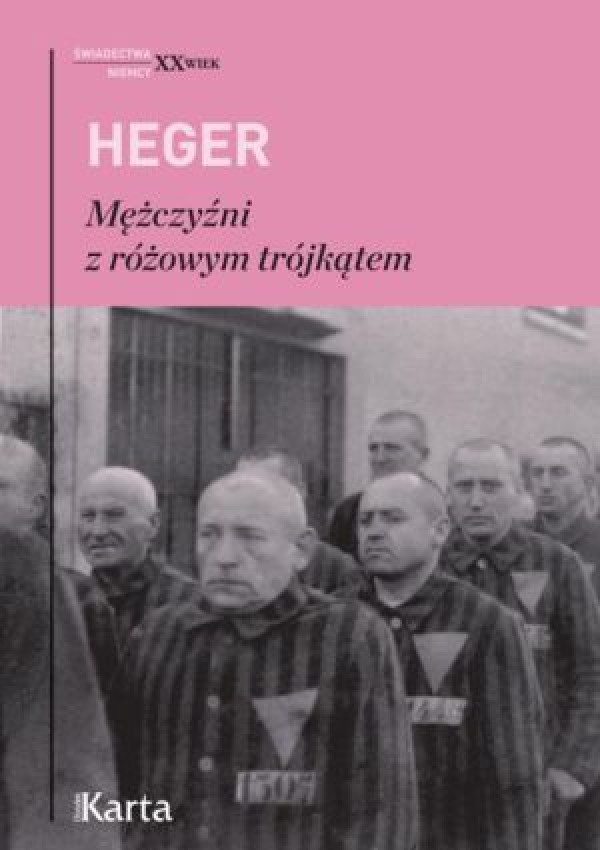 ŚWIADECTWA
NIEMCY
XX WIEK
HEGER
Mężczyźni
z różowym trójkątem
Karta